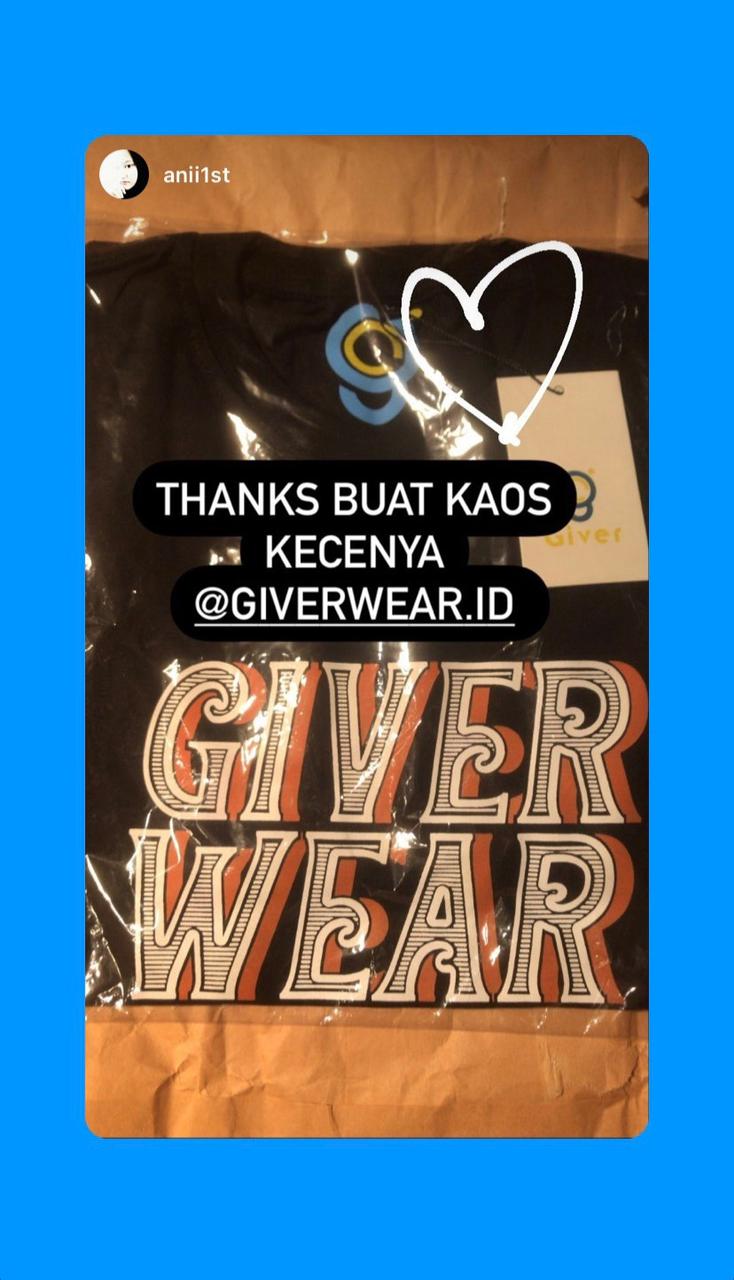 anii1st
THANKS BUAT KAOS
KECENYA
@GIVERWEAR.ID
Giver
GIVER
WEAR